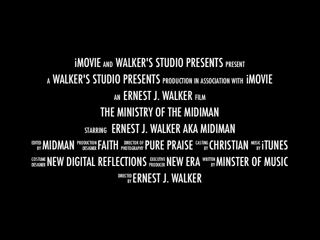 iMOVIE AND WALKER'S STUDIO PRESENTS PRESENT
A WALKER'S STUDIO PRESENTS PRODUCTION IN ASSOCIATION WITH iMOVIE
AN ERNEST J. WALKER FILM
THE MINISTRY OF THE MIDIMAN
STARRING ERNEST J. WALKER AKA MIDIMAN
EDITED BY MIDMAN PRODUCTION DESIGNER FAITH DIRECTOR OF PHOTOGRAPHY PURE PRAISE CASTING BY CHRISTIAN MUSIC BY iTUNES
COSTUME DESIGNER NEW DIGITAL REFLECTIONS EXECUTIVE PRODUCER NEW ERA WRITTEN BY MINSTER OF MUSIC
DIRECTED BY ERNEST J. WALKER